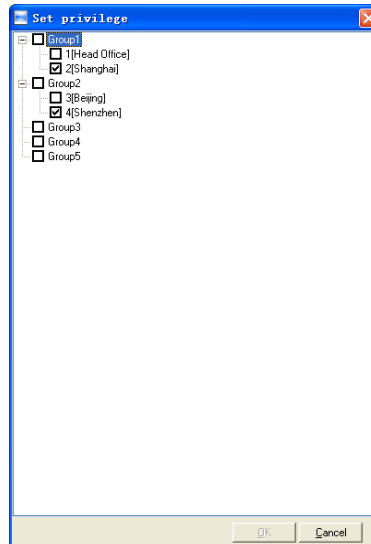 Set privilege
Group1
1[Head Office]
2[Shanghai]
Group2
3[Beijing]
4[Shenzhen]
Group3
Group4
Group5
OK Cancel